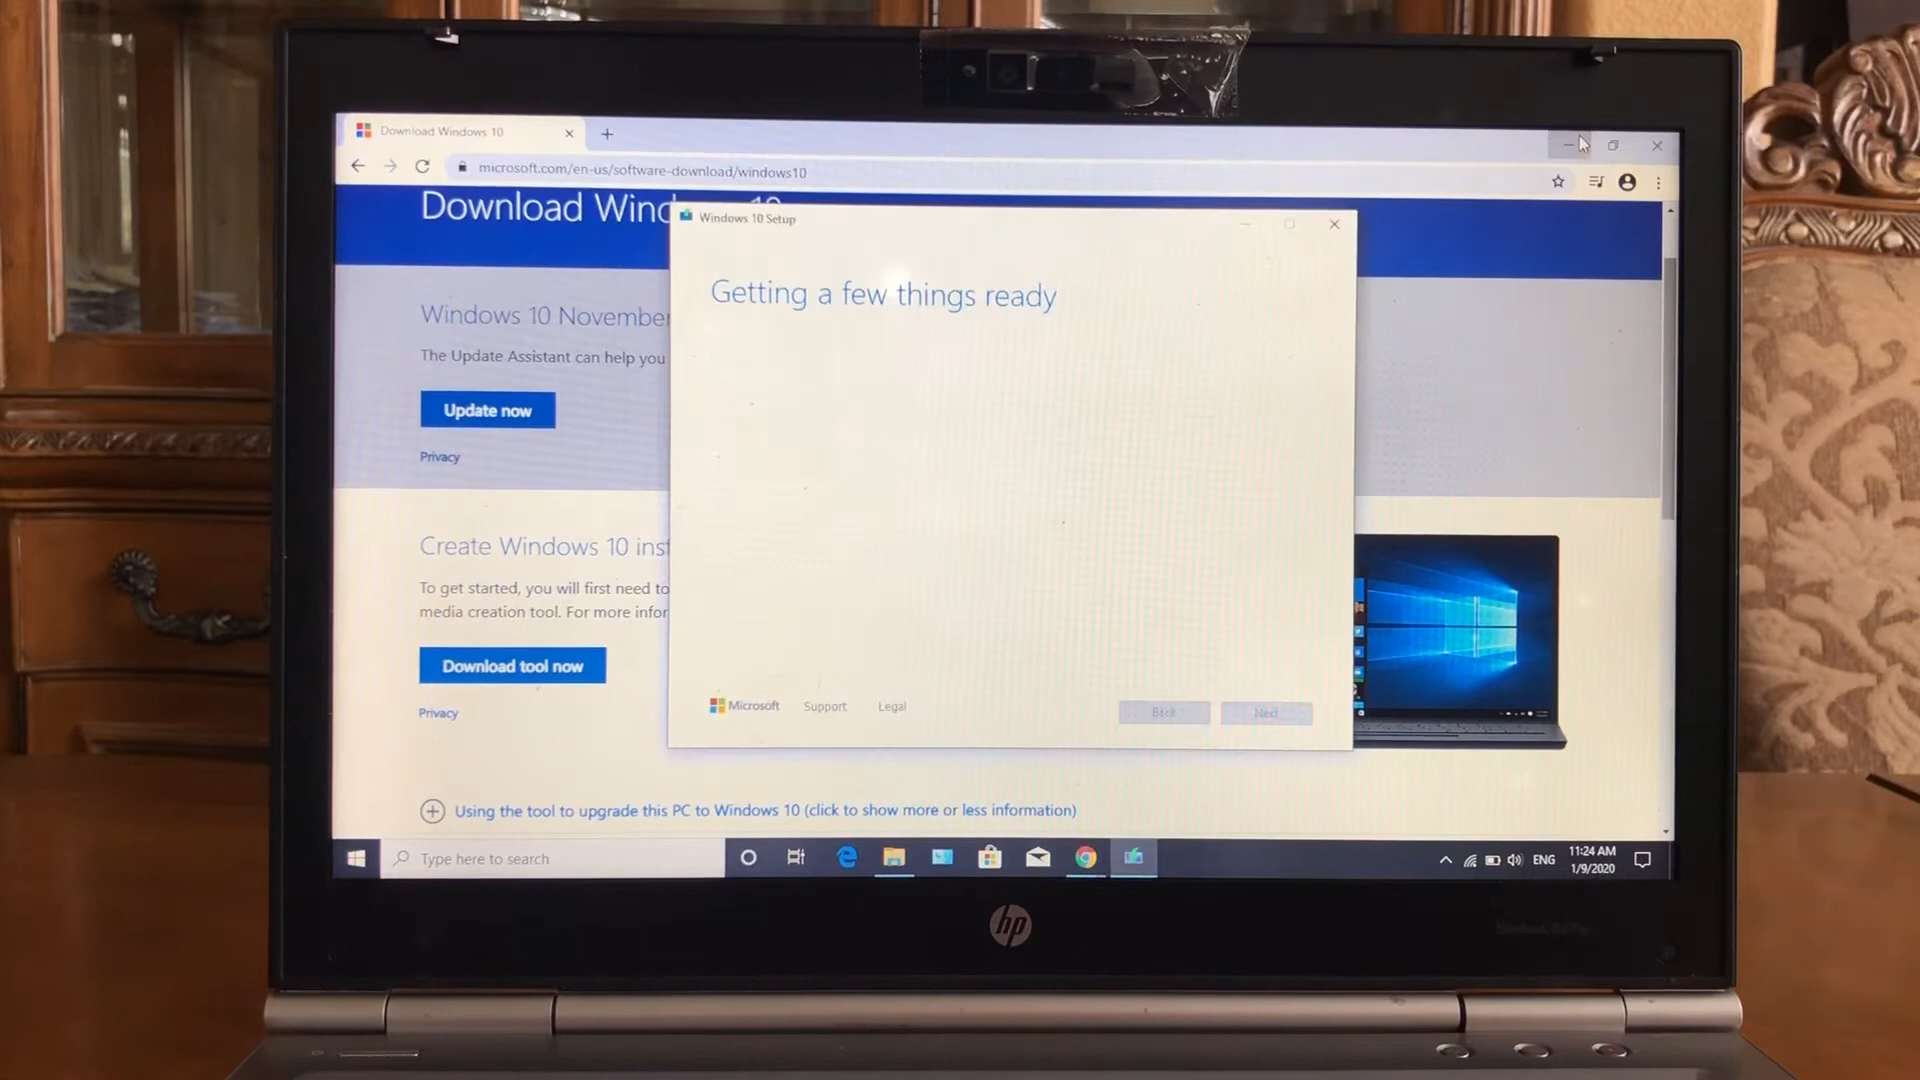 Download Windows 10
microsoft.com/en-us/software-download/windows10
Download Wind
Windows 10 Setup
Getting a few things ready
Windows 10 November
The Update Assistant can help you
Update now
Privacy
Create Windows 10 inst
To get started, you will first need to
media creation tool. For more infor
Download tool now
Privacy
Microsoft Support Legal
Back Next
Using the tool to upgrade this PC to Windows 10 (click to show more or less information)
Type here to search
ENG
11:24 AM
1/9/2020
hp